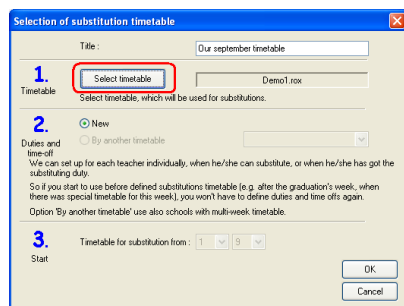 Selection of substitution timetable
Title : Our september timetable
1. Select timetable Demo1.rox
Timetable
Select timetable, which will be used for substitutions.
2. New
Duties and time-off By another timetable
We can set up for each teacher individually, when he/she can substitute, or when he/she has got the
substituting duty.
So if you start to use before defined substitutions timetable (e.g. after the graduation's week, when
there was special timetable for this week), you won't have to define duties and time offs again.
Option 'By another timetable' use also schools with multi-week timetable.
3. Timetable for substitution from : 1 9
Start
OK
Cancel